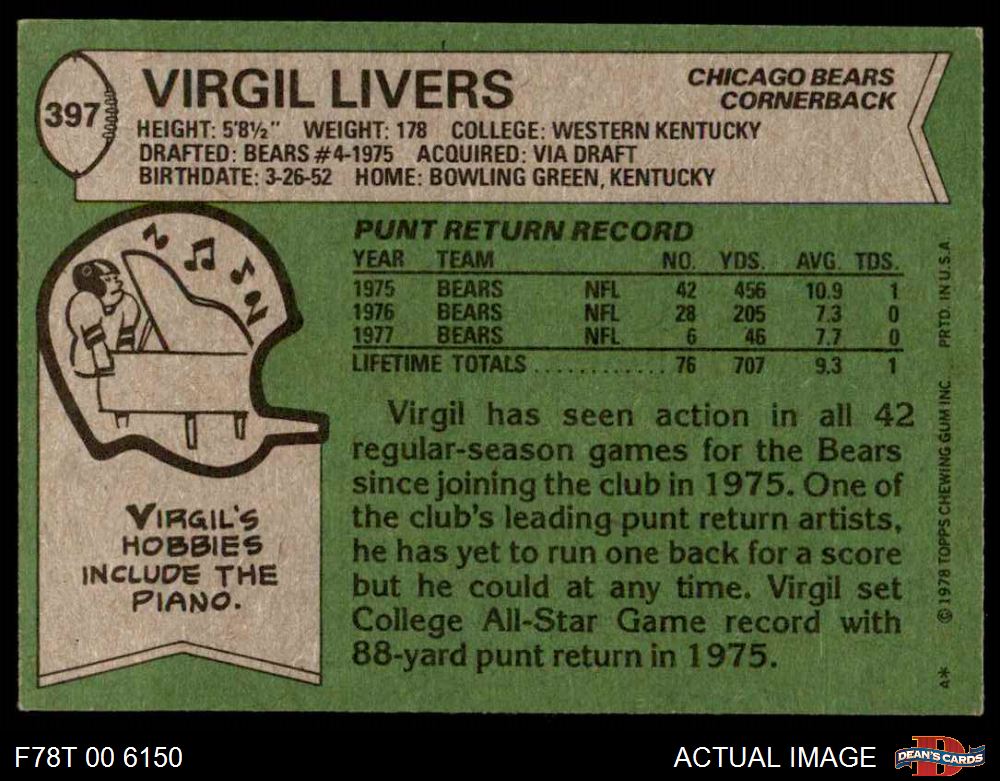 397
VIRGIL LIVERS
CHICAGO BEARS
CORNERBACK
HEIGHT: 5'8½" WEIGHT: 178 COLLEGE: WESTERN KENTUCKY
DRAFTED: BEARS #4-1975 ACQUIRED: VIA DRAFT
BIRTHDATE: 3-26-52 HOME: BOWLING GREEN, KENTUCKY
PUNT RETURN RECORD
YEAR TEAM NO. YDS. AVG. TDS.
1975 BEARS NFL 42 456 10.9 1
1976 BEARS NFL 28 205 7.3 0
1977 BEARS NFL 6 46 7.7 0
LIFETIME TOTALS ............ 76 707 9.3 1
Virgil has seen action in all 42
regular-season games for the Bears
since joining the club in 1975. One of
the club's leading punt return artists,
he has yet to run one back for a score
but he could at any time. Virgil set
College All-Star Game record with
88-yard punt return in 1975.
VIRGIL'S
HOBBIES
INCLUDE THE
PIANO.
A* © 1978 TOPPS CHEWING GUM INC. PRTD. IN U.S.A.
F78T 00 6150
ACTUAL IMAGE
D
DEAN'S CARDS